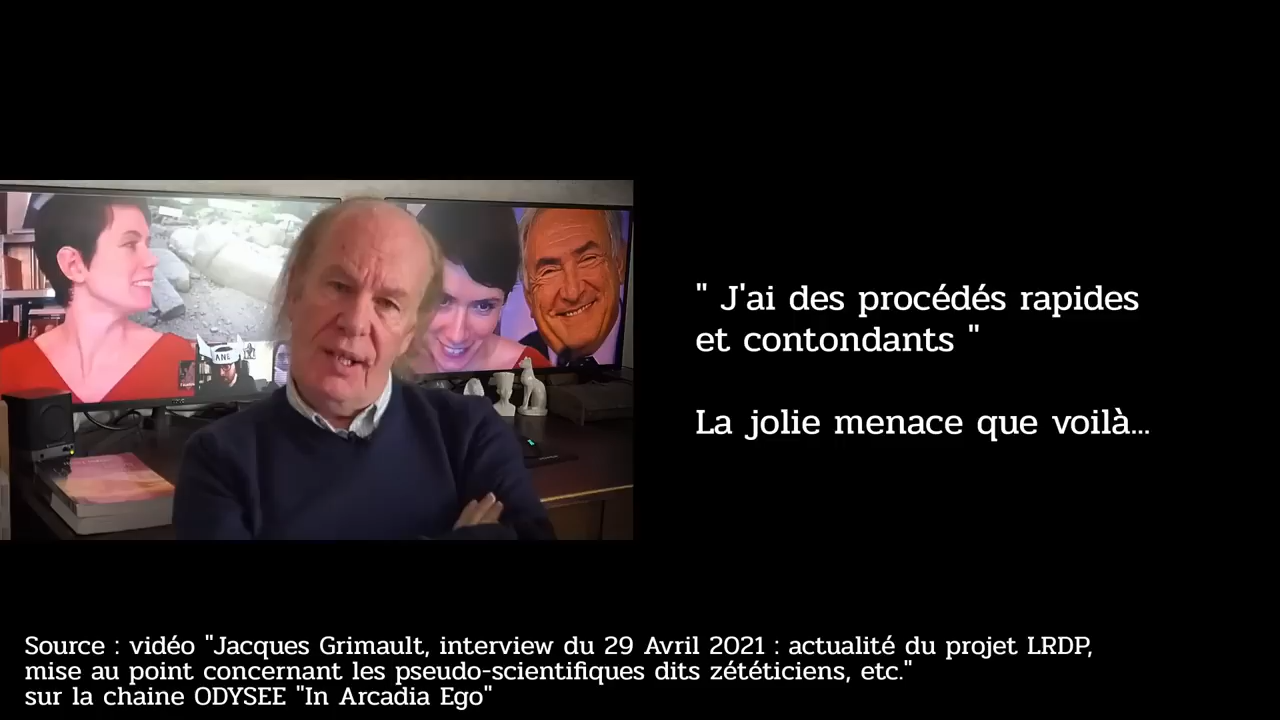 ANL
" J'ai des procédés rapides
et contondants "
La jolie menace que voilà...
Source : vidéo "Jacques Grimault, interview du 29 Avril 2021 : actualité du projet LRDP,
mise au point concernant les pseudo-scientifiques dits zététiciens, etc."
sur la chaine ODYSEE "In Arcadia Ego"